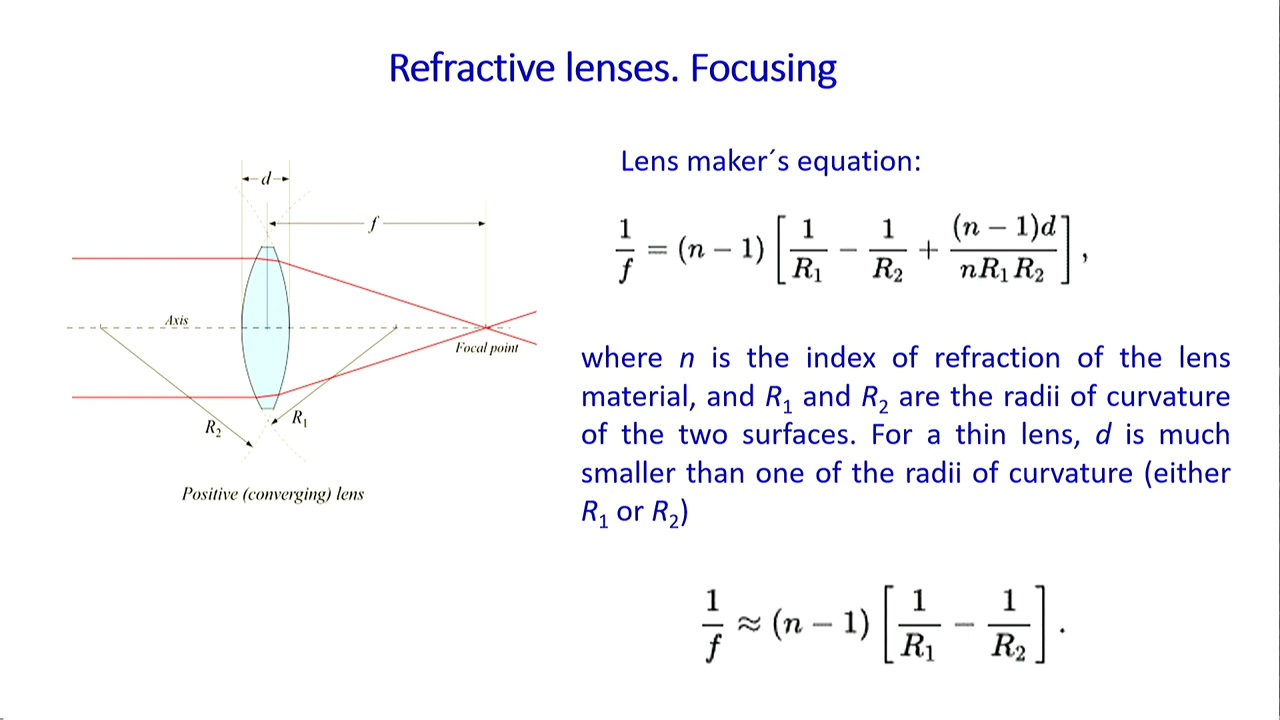 Refractive lenses. Focusing
d
f
Axis
Focal point
R₂
R₁
Positive (converging) lens
Lens maker´s equation:
1/f = (n − 1) [1/R₁ − 1/R₂ + (n − 1)d/nR₁R₂],
where n is the index of refraction of the lens
material, and R₁ and R₂ are the radii of curvature
of the two surfaces. For a thin lens, d is much
smaller than one of the radii of curvature (either
R₁ or R₂)
1/f ≈ (n − 1) [1/R₁ − 1/R₂].